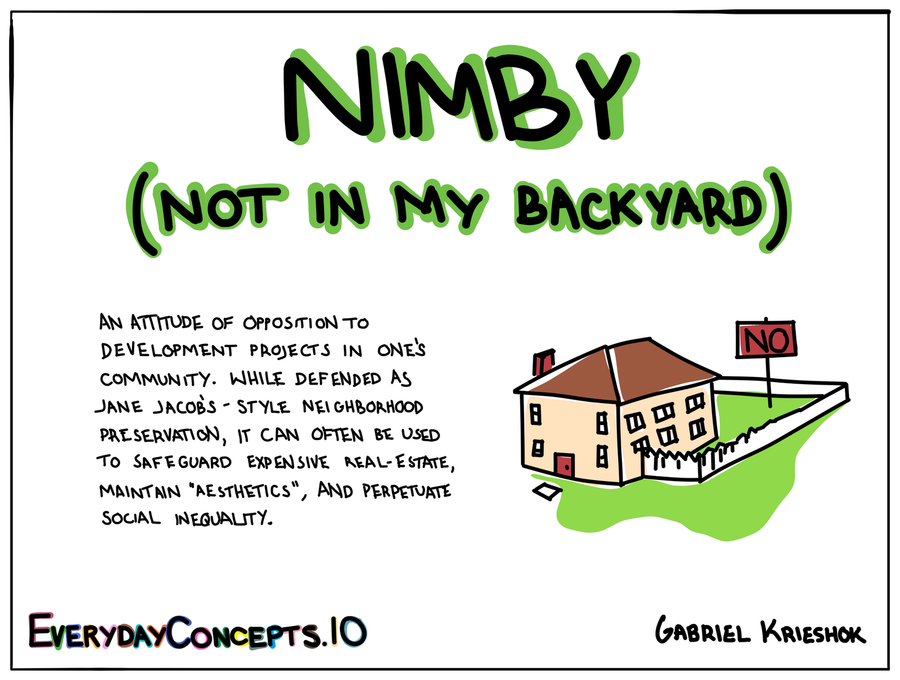 NIMBY
(NOT IN MY BACKYARD)
AN ATTITUDE OF OPPOSITION TO
DEVELOPMENT PROJECTS IN ONE'S
COMMUNITY. WHILE DEFENDED AS
JANE JACOB'S - STYLE NEIGHBORHOOD
PRESERVATION, IT CAN OFTEN BE USED
TO SAFEGUARD EXPENSIVE REAL-ESTATE,
MAINTAIN "AESTHETICS", AND PERPETUATE
SOCIAL INEQUALITY.
NO
EVERYDAYCONCEPTS.IO
GABRIEL KRIESHOK